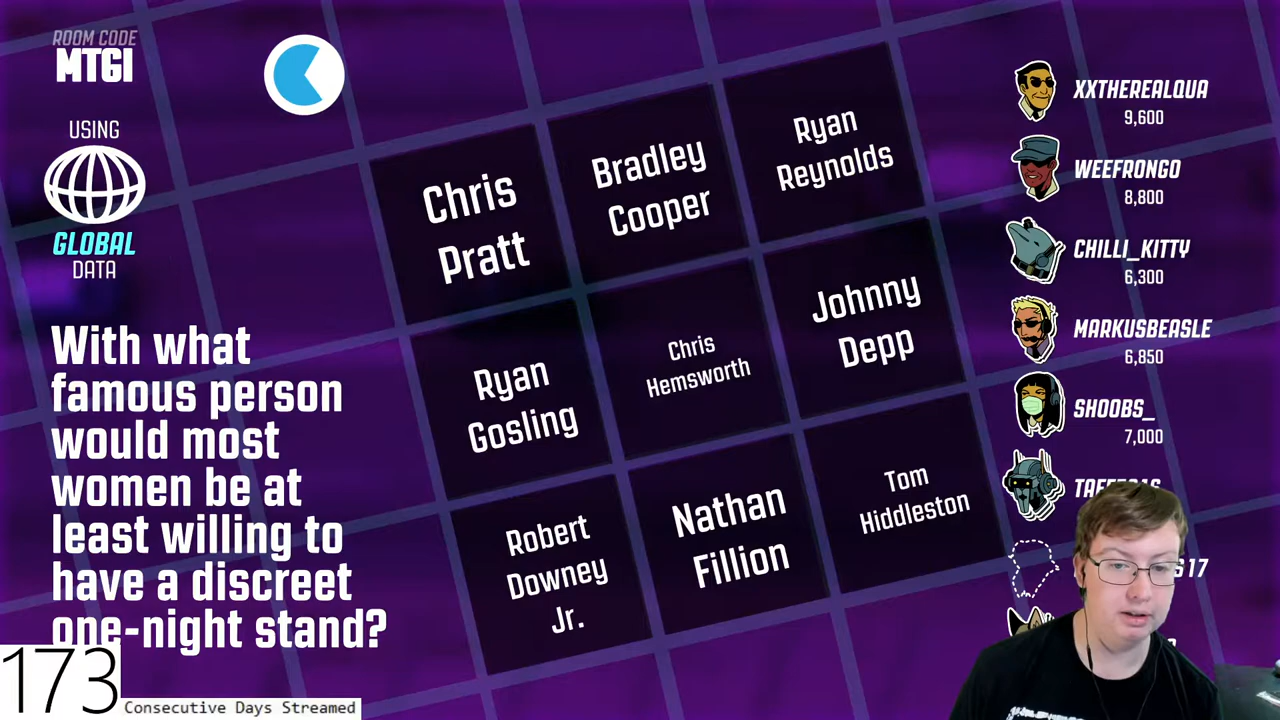 ROOM CODE
MTGI
USING
GLOBAL
DATA
With what
famous person
would most
women be at
least willing to
have a discreet
one-night stand?
Chris
Pratt
Bradley
Cooper
Ryan
Reynolds
Ryan
Gosling
Chris
Hemsworth
Johnny
Depp
Robert
Downey
Jr.
Nathan
Fillion
Tom
Hiddleston
XXTHEREALQUA
9,600
WEEFRONGO
8,800
CHILLI_KITTY
6,300
MARKUSBEASLE
6,850
SHOOBS_
7,000
173
Consecutive Days Streamed